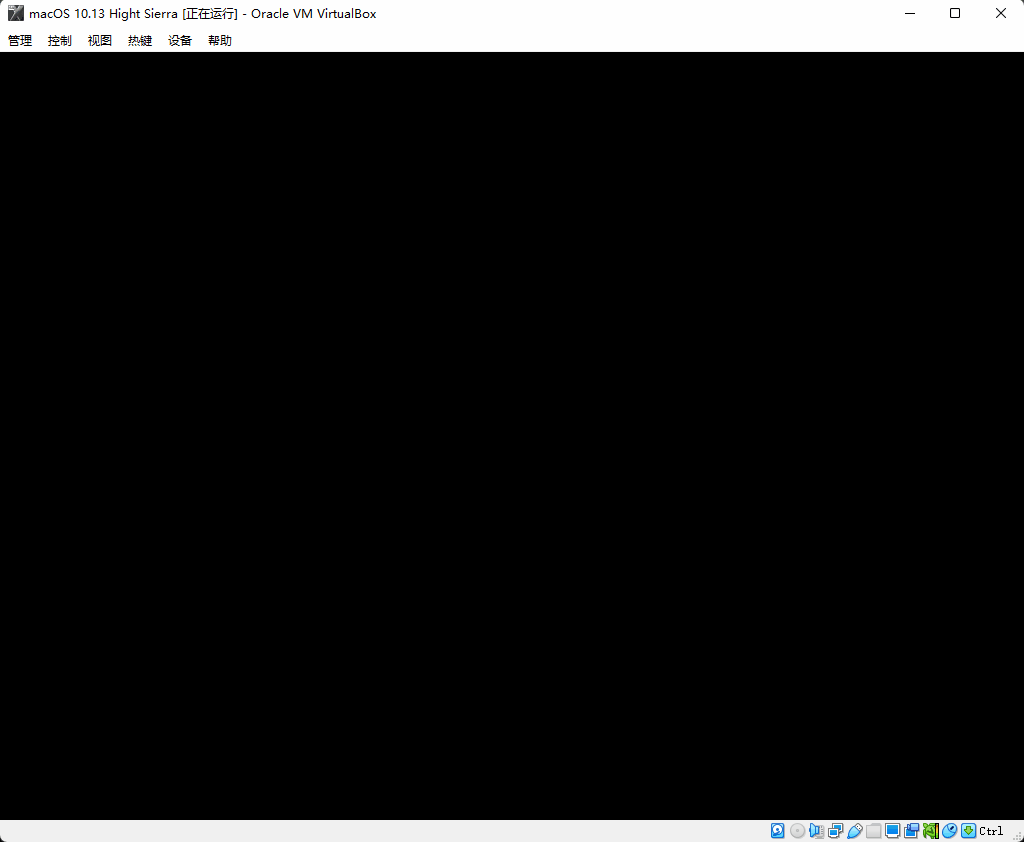 macOS 10.13 Hight Sierra [正在运行] - Oracle VM VirtualBox
管理 控制 视图 热键 设备 帮助
Ctrl